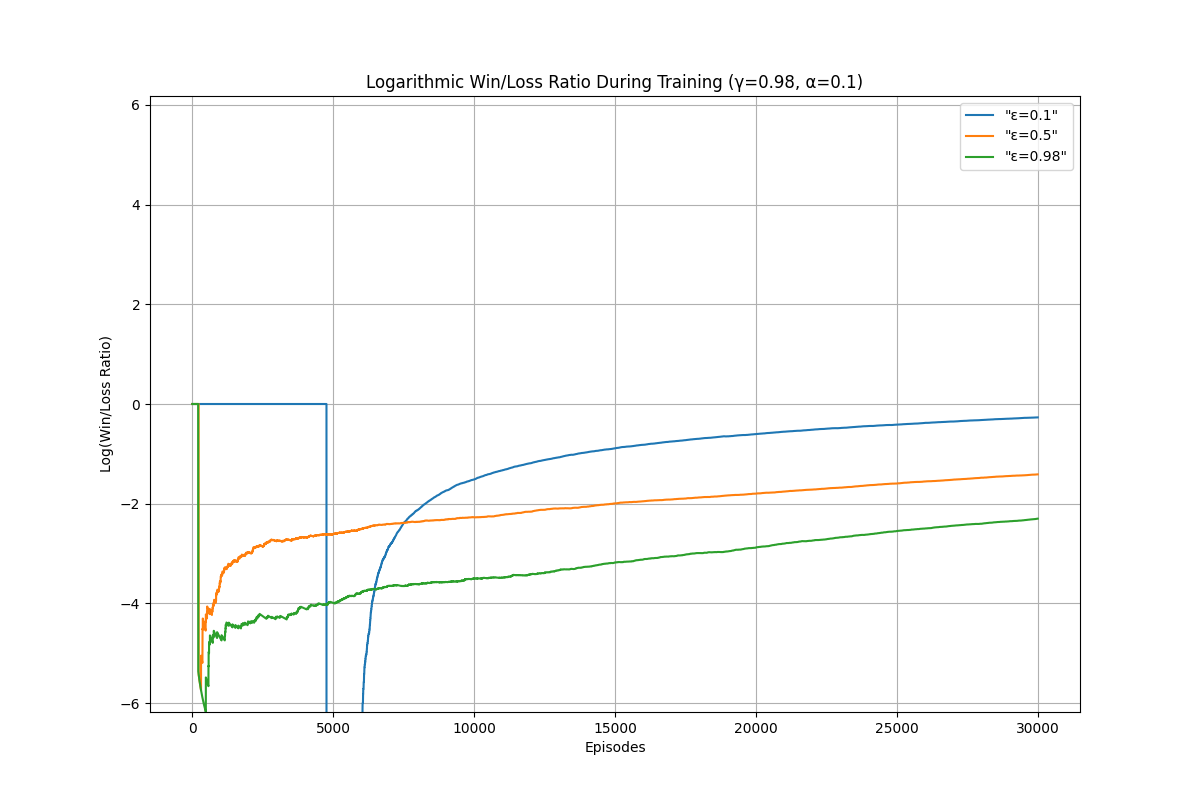 Logarithmic Win/Loss Ratio During Training (γ=0.98, α=0.1)
"ε=0.1"
"ε=0.5"
"ε=0.98"
6
4
2
0
−2
−4
−6
Log(Win/Loss Ratio)
0 5000 10000 15000 20000 25000 30000
Episodes